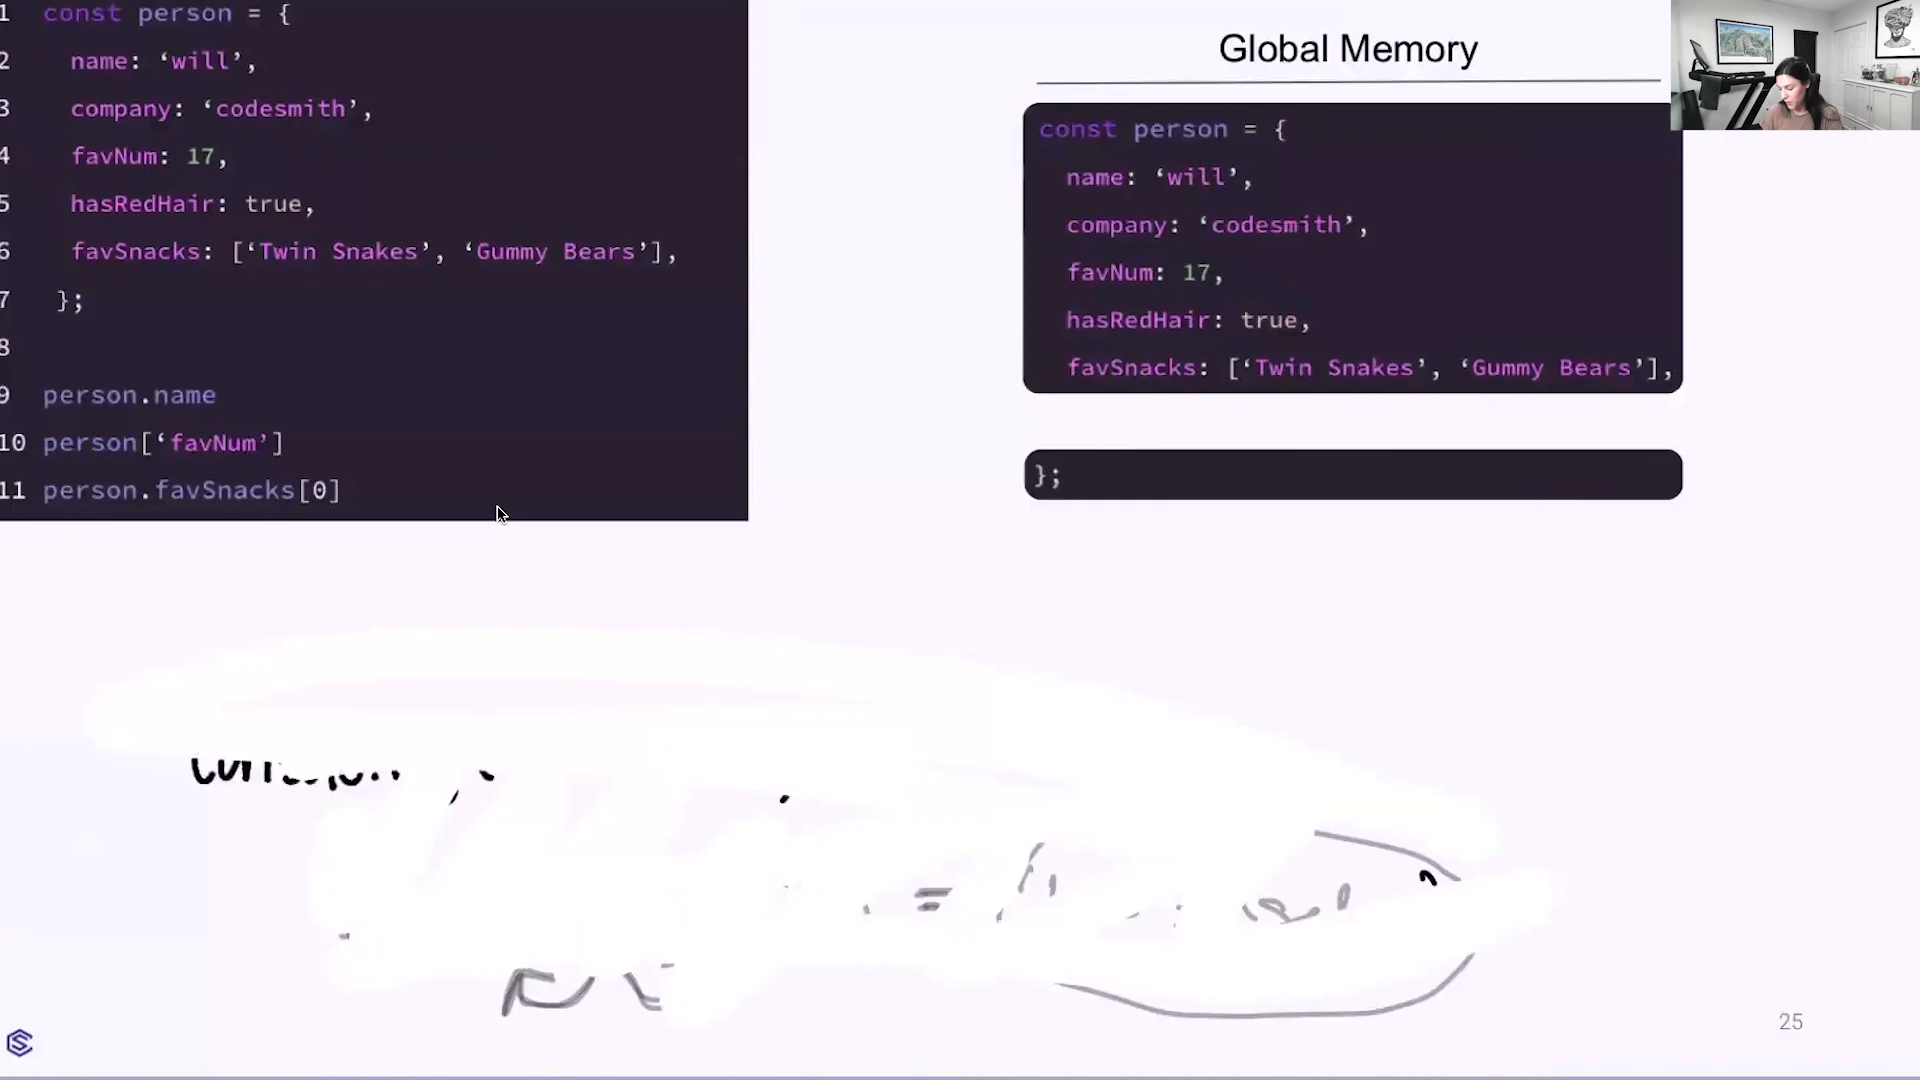 1 const person = {
2 name: ‘will’,
3 company: ‘codesmith’,
4 favNum: 17,
5 hasRedHair: true,
6 favSnacks: [‘Twin Snakes’, ‘Gummy Bears’],
7 };
8
9 person.name
10 person[‘favNum’]
11 person.favSnacks[0]
Global Memory
const person = {
name: ‘will’,
company: ‘codesmith’,
favNum: 17,
hasRedHair: true,
favSnacks: [‘Twin Snakes’, ‘Gummy Bears’],
};
=
25